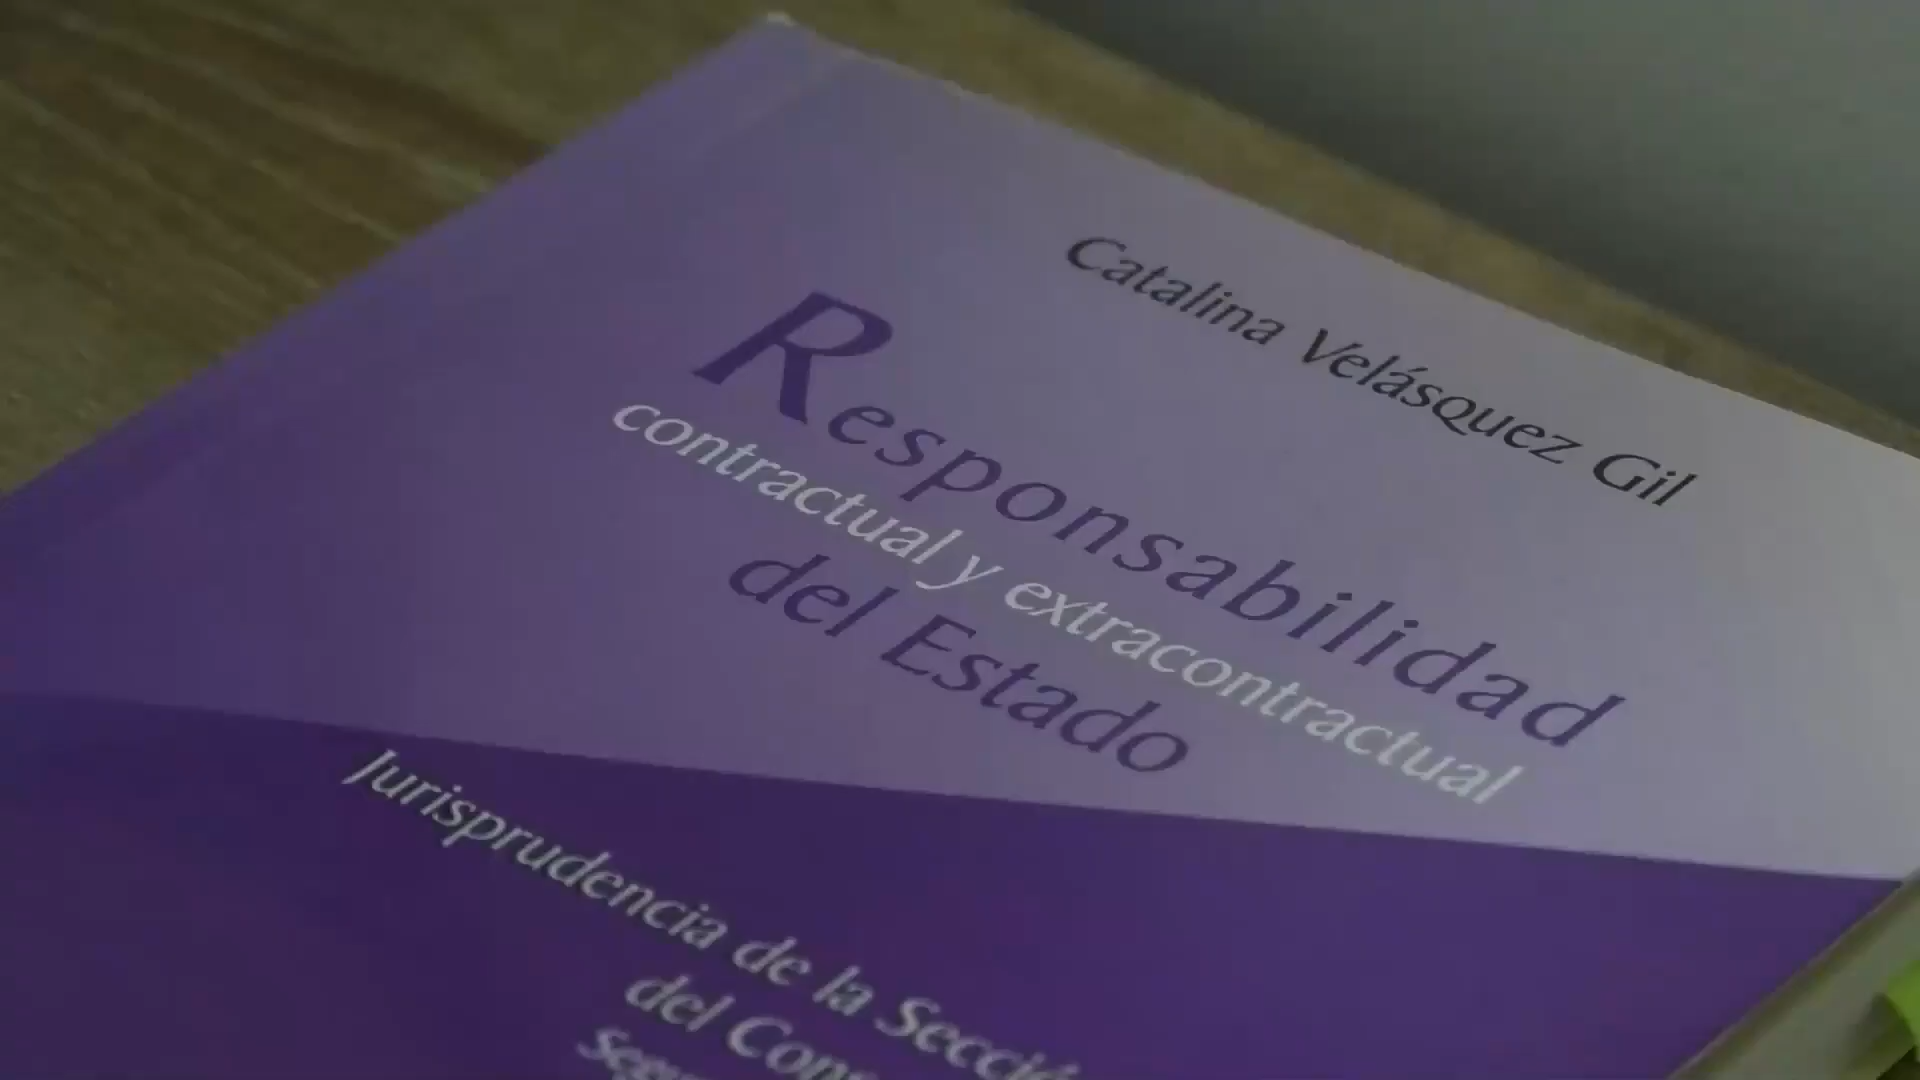 Catalina Velásquez Gil
Responsabilidad
contractual y extracontractual
del Estado
Jurisprudencia de la
del